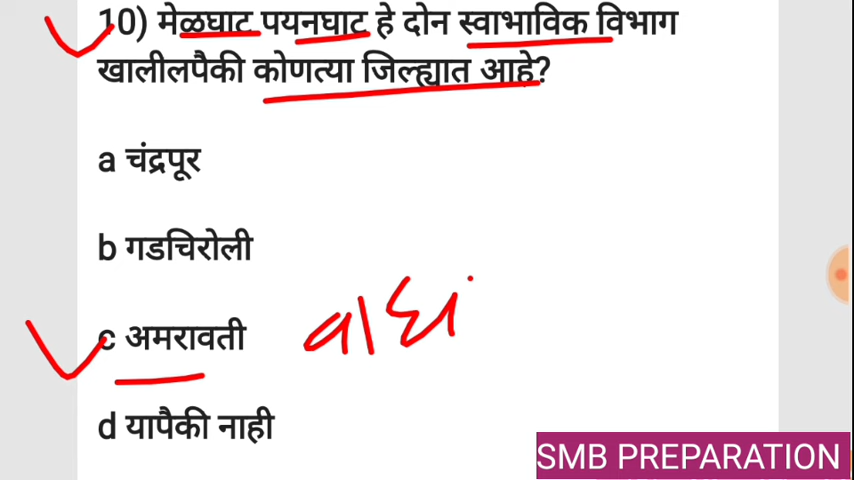 10) मेळघाट पयनघाट हे दोन स्वाभाविक विभाग
खालीलपैकी कोणत्या जिल्ह्यात आहे?
a चंद्रपूर
b गडचिरोली
c अमरावती
d यापैकी नाही
SMB PREPARATION